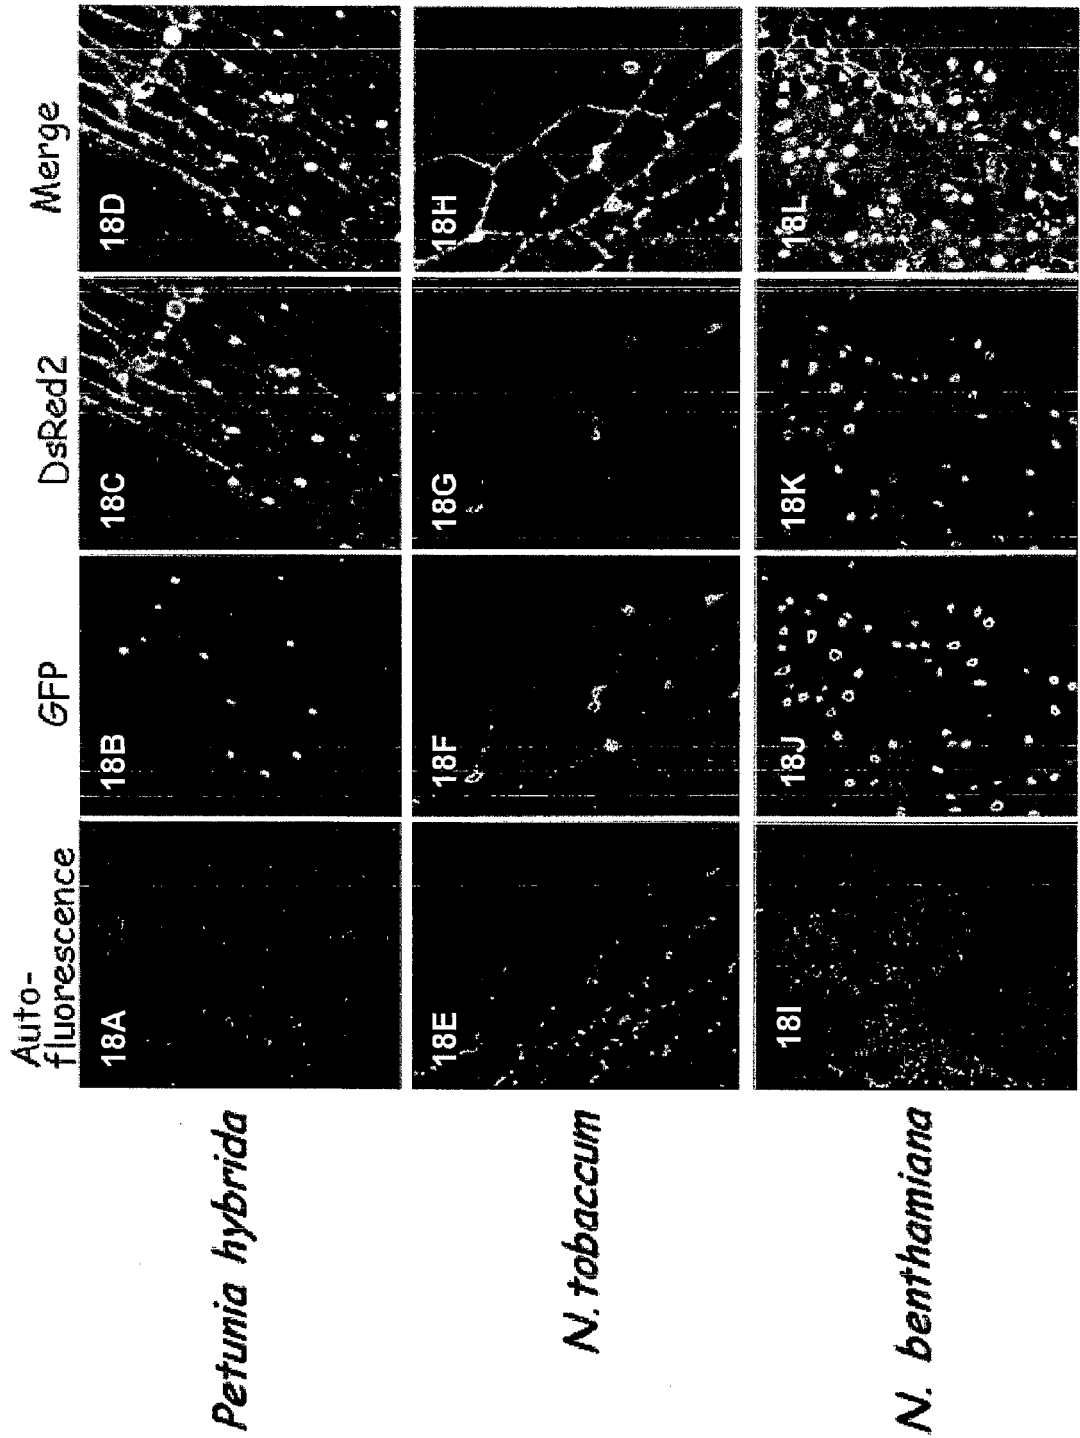 Auto-
fluorescence
GFP
DsRed2
Merge
Petunia hybrida
18A
18B
18C
18D
N. tobaccum
18E
18F
18G
18H
N. benthamiana
18I
18J
18K
18L